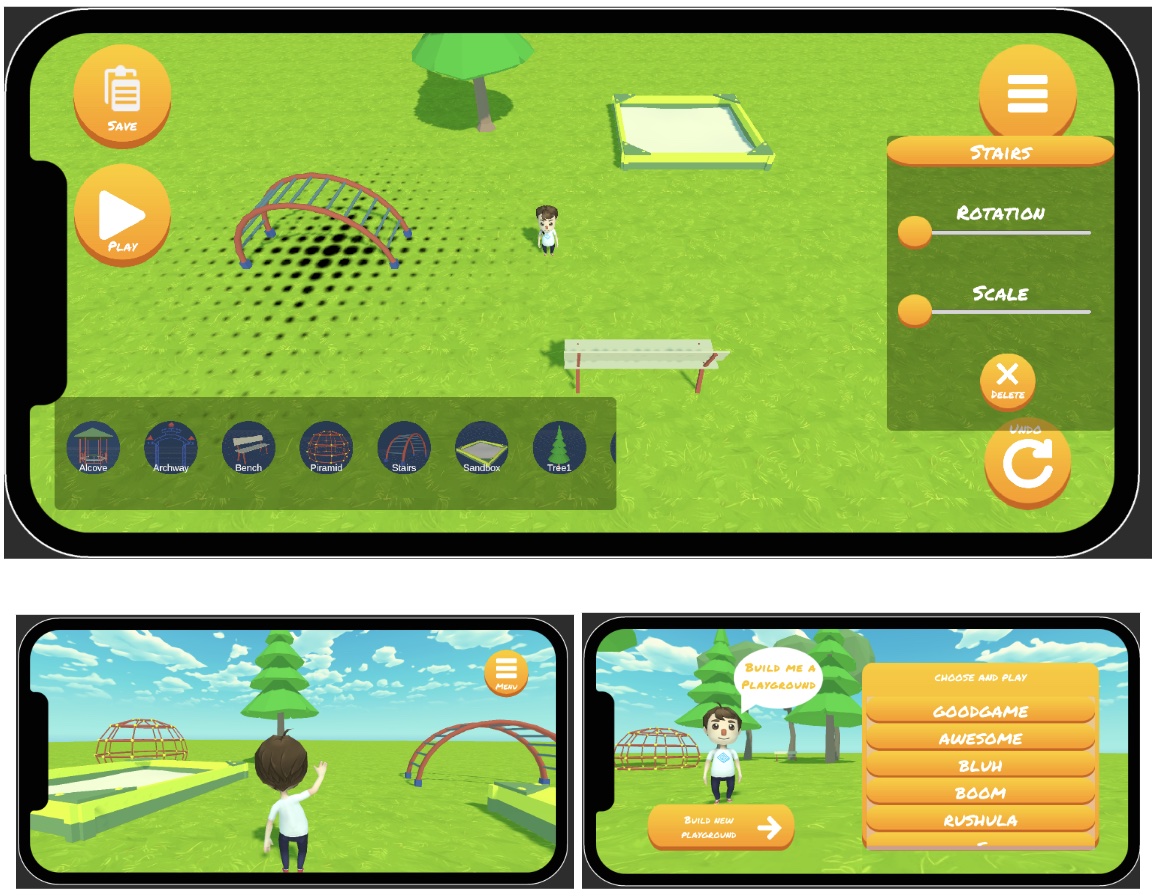 Save
Play
Stairs
Rotation
Scale
Delete
Undo
Alcove
Archway
Bench
Piramid
Stairs
Sandbox
Tree1
Menu
Build me a
Playground
Build new
playground
choose and play
GOODGAME
AWESOME
BLUH
BOOM
RUSHULA